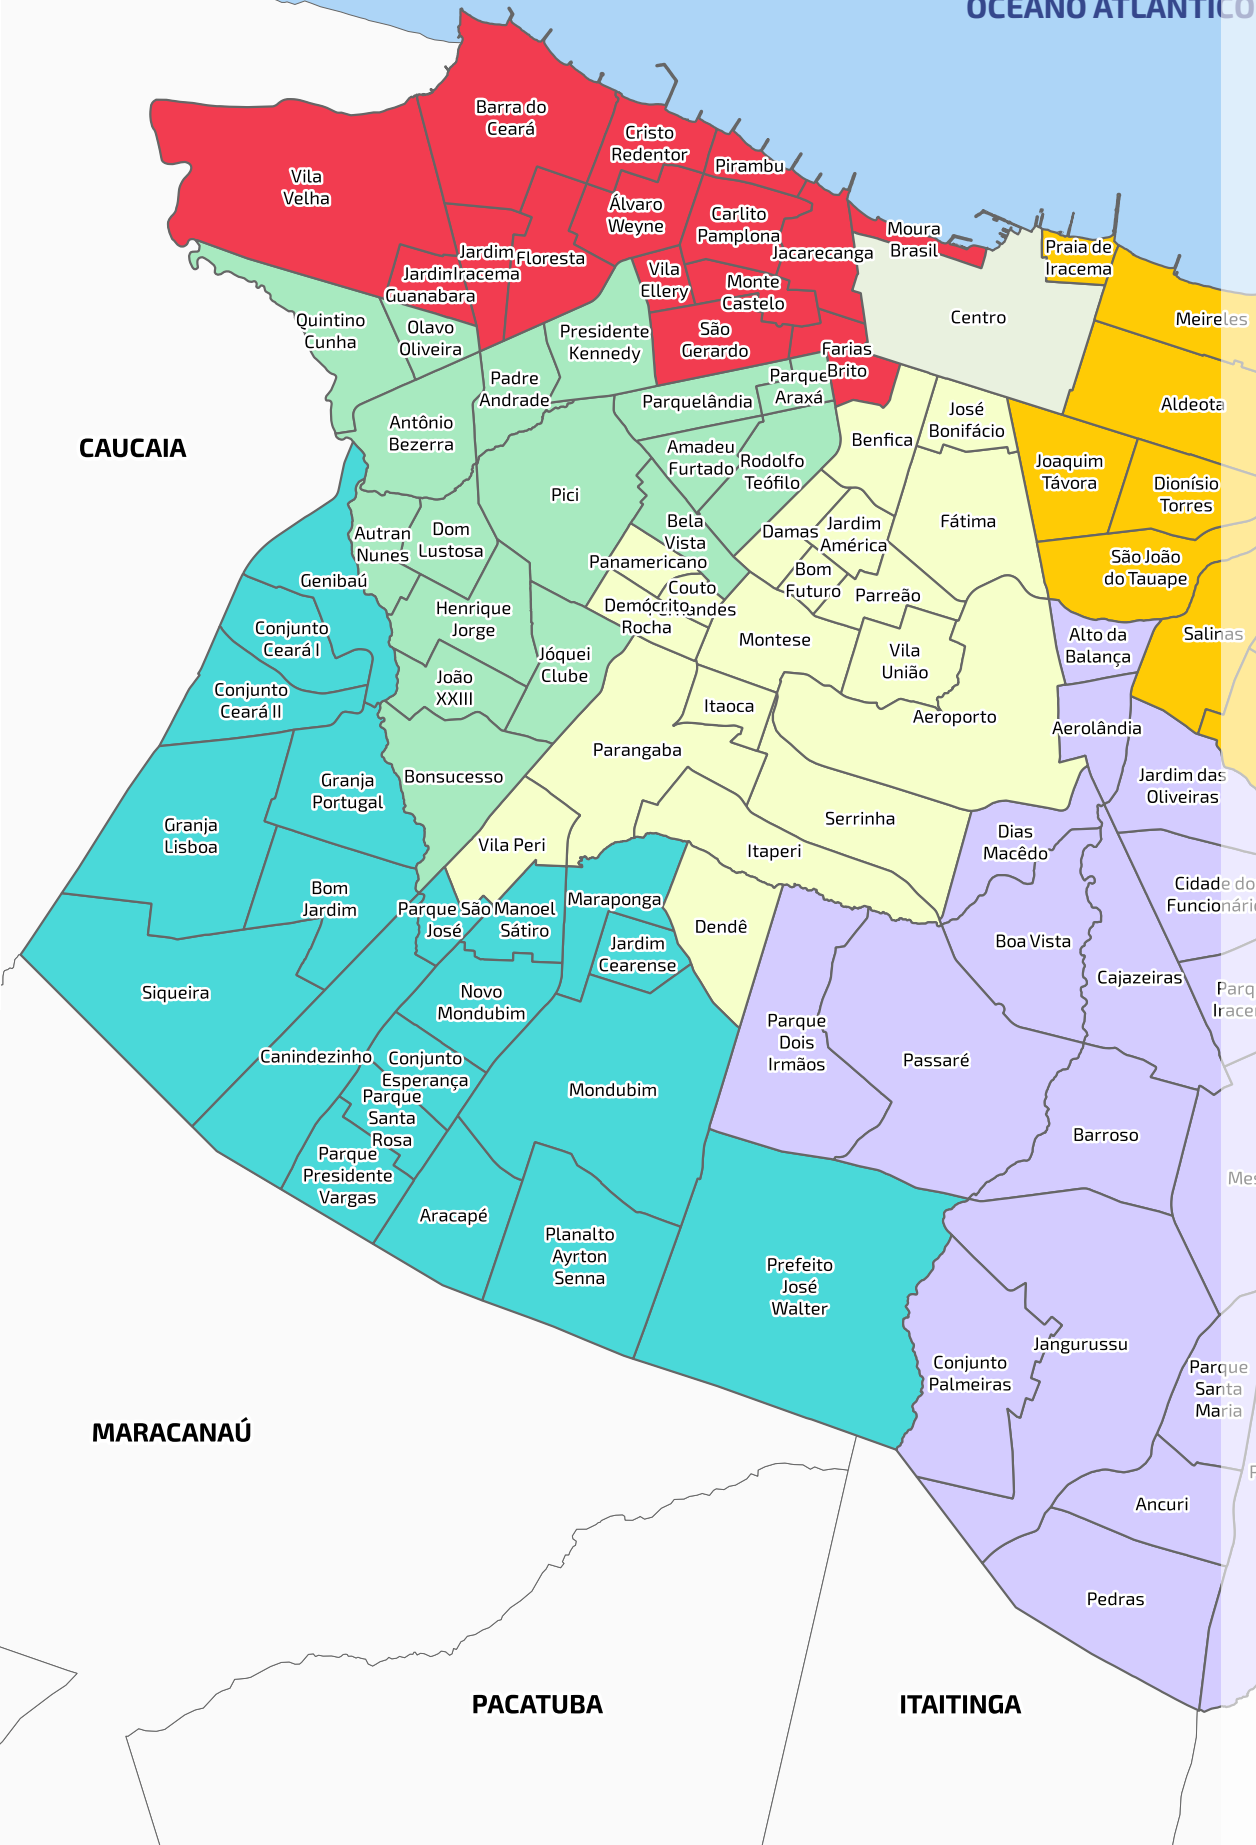 OCEANO ATLÂNTICO
Barra do
Ceará
Cristo
Redentor
Pirambu
Vila
Velha
Álvaro
Weyne
Carlito
Pamplona
Moura
Brasil
Jacarecanga
Praia de
Iracema
Jardim
Iracema
Floresta
Jardim
Guanabara
Vila
Ellery
Monte
Castelo
Centro
Meireles
Quintino
Cunha
Olavo
Oliveira
Presidente
Kennedy
São
Gerardo
Farias
Brito
Padre
Andrade
Parque
Araxá
Parquelândia
Aldeota
José
Bonifácio
Antônio
Bezerra
CAUCAIA
Benfica
Amadeu
Furtado
Rodolfo
Teófilo
Joaquim
Távora
Dionísio
Torres
Pici
Fátima
Autran
Nunes
Dom
Lustosa
Bela
Vista
Damas
Jardim
América
Panamericano
São João
do Tauape
Genibaú
Couto
Fernandes
Bom
Futuro
Parreão
Demócrito
Rocha
Henrique
Jorge
Conjunto
Ceará I
Montese
Alto da
Balança
Salinas
Vila
União
Jóquei
Clube
João
XXIII
Conjunto
Ceará II
Itaoca
Aeroporto
Aerolândia
Parangaba
Bonsucesso
Granja
Portugal
Jardim das
Oliveiras
Granja
Lisboa
Vila Peri
Serrinha
Itaperi
Dias
Macêdo
Bom
Jardim
Maraponga
Cidade do
Parque São
José
Manoel
Sátiro
Dendê
Jardim
Cearense
Boa Vista
Cajazeiras
Siqueira
Novo
Mondubim
Parque
Dois
Irmãos
Canindezinho
Conjunto
Esperança
Passaré
Mondubim
Parque
Santa
Rosa
Barroso
Parque
Presidente
Vargas
Aracapé
Planalto
Ayrton
Senna
Prefeito
José
Walter
Jangurussu
Conjunto
Palmeiras
Parque
Santa
Maria
MARACANAÚ
Ancuri
Pedras
PACATUBA
ITAITINGA